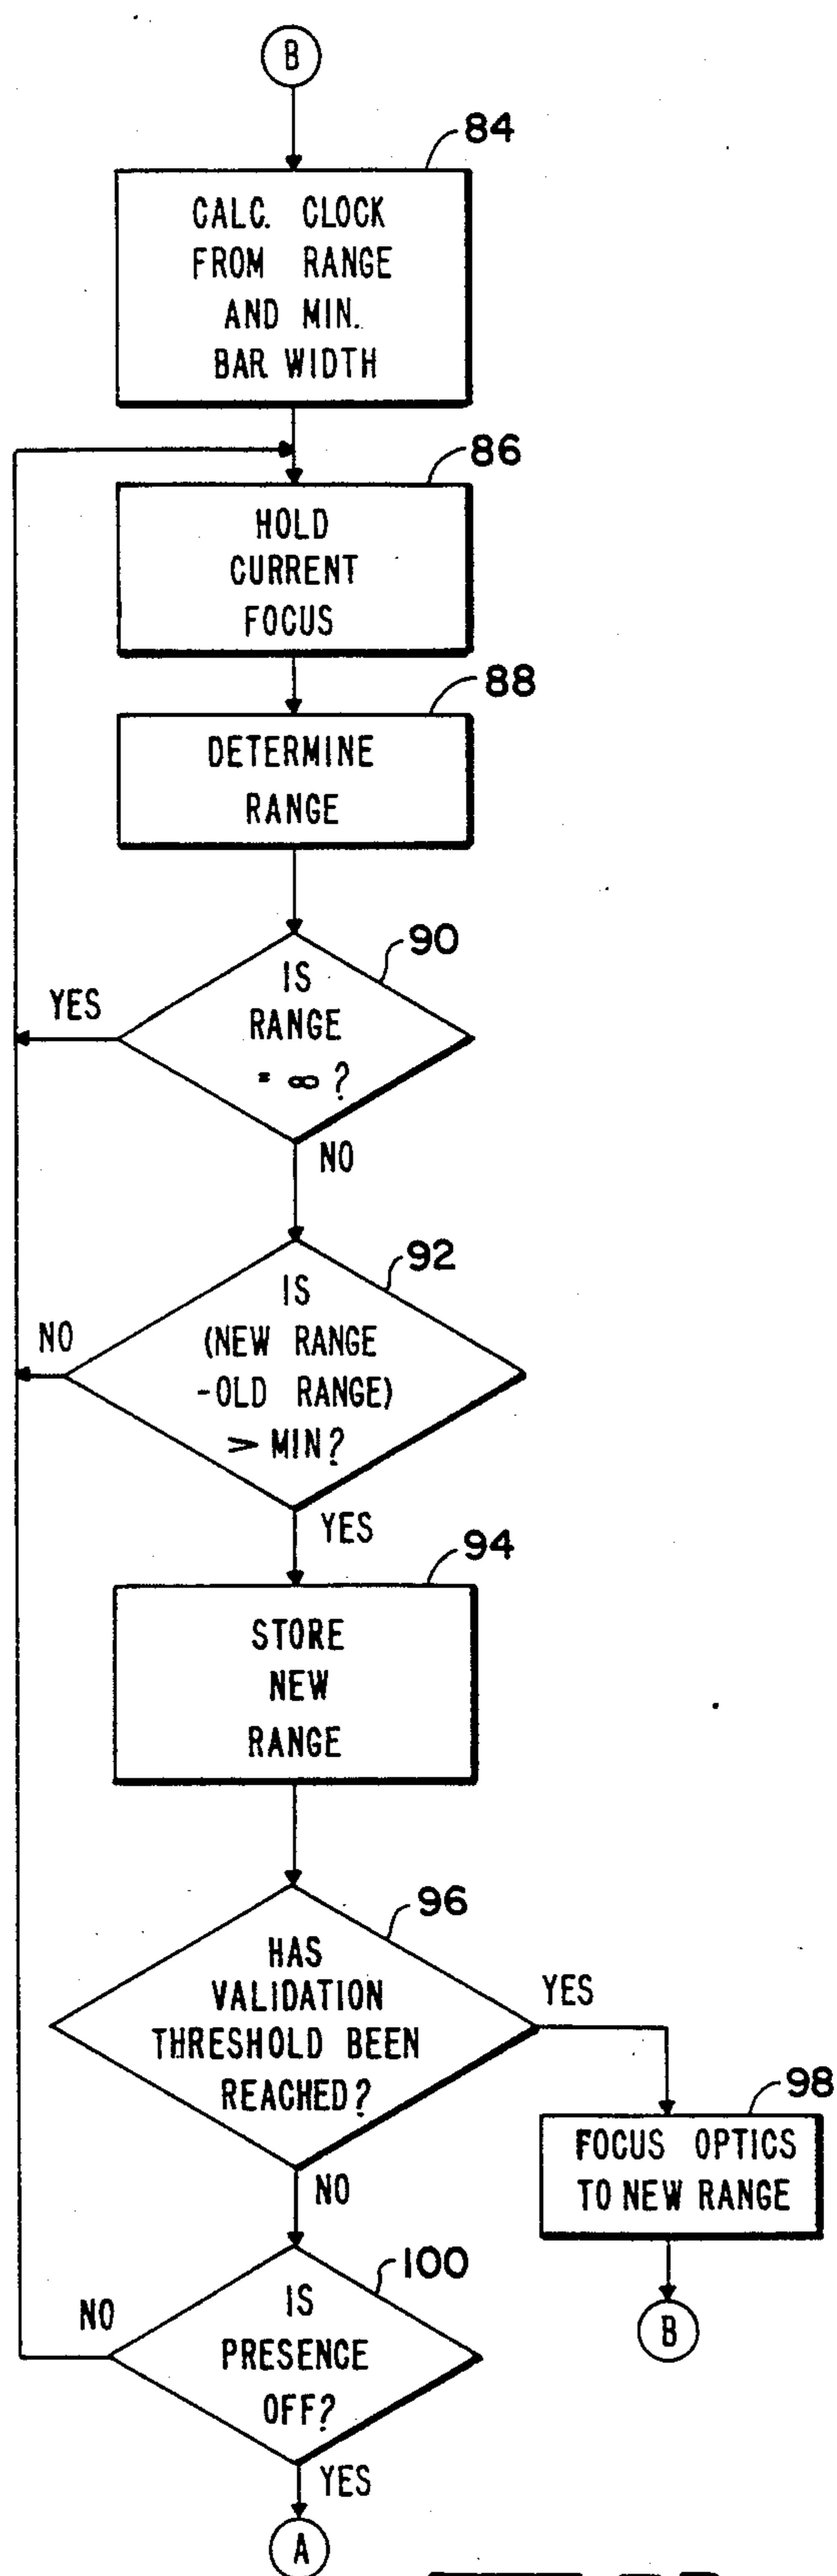 B
84
CALC. CLOCK
FROM RANGE
AND MIN.
BAR WIDTH
86
HOLD
CURRENT
FOCUS
88
DETERMINE
RANGE
90
IS
RANGE
= ∞ ?
YES
NO
92
IS
(NEW RANGE
-OLD RANGE)
> MIN?
NO
YES
94
STORE
NEW
RANGE
96
HAS
VALIDATION
THRESHOLD BEEN
REACHED?
YES
NO
98
FOCUS OPTICS
TO NEW RANGE
B
100
IS
PRESENCE
OFF?
NO
YES
A